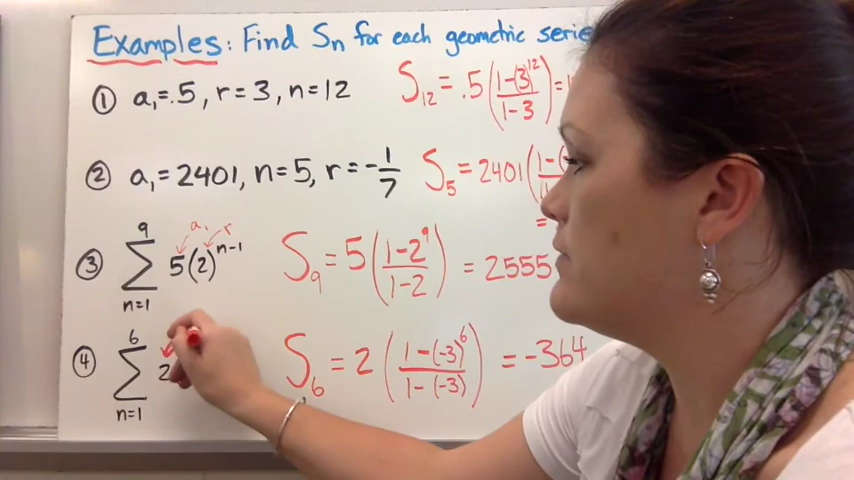 Examples: Find Sn for each geometric serie
① a₁=.5, r=3, n=12 S₁₂= .5(1-(3)¹²/1-3)=
② a₁=2401, n=5, r=-1/7 S₅=2401(1-(
=
a₁ r
③ 9 ∑ n=1 5(2)ⁿ⁻¹ S₉=5(1-2⁹/1-2) = 2555
④ 6 ∑ n=1 2 S₆=2(1-(-3)⁶/1-(-3)) =-364